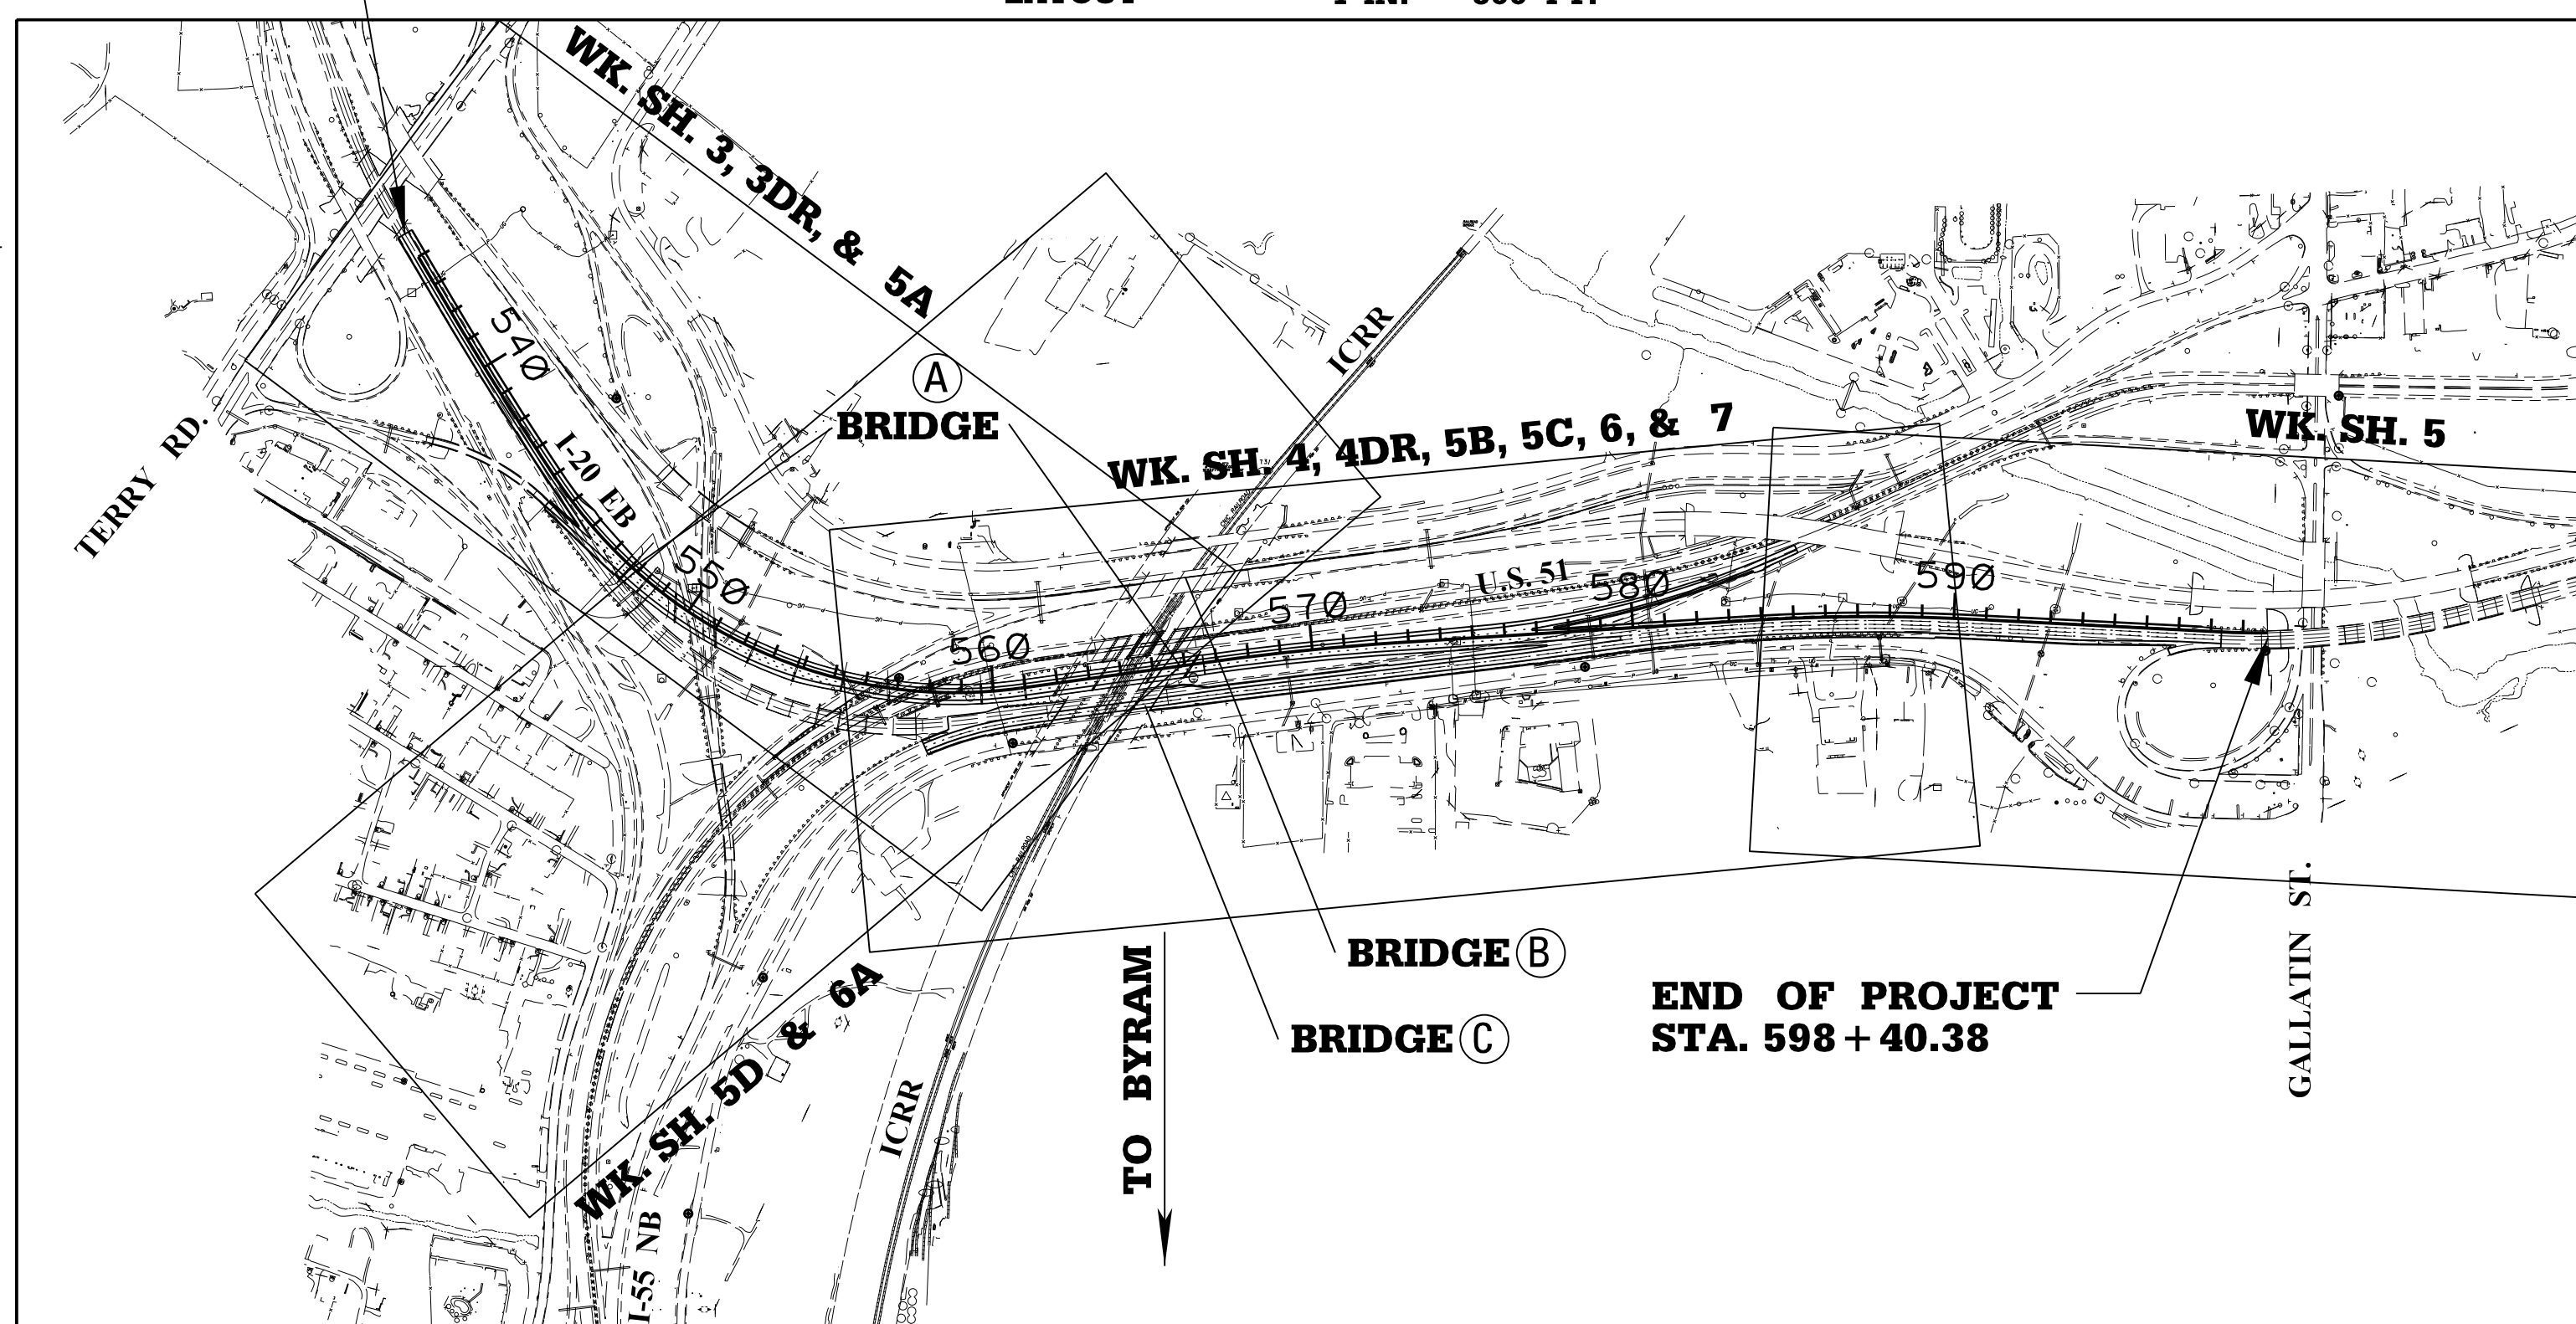 WK. SH. 3, 3DR, & 5A
ICRR
A
BRIDGE
540
WK. SH. 4, 4DR, 5B, 5C, 6, & 7
WK. SH. 5
TERRY RD.
I-20 EB
550
560
570
U.S. 51
580
590
BRIDGE B
BRIDGE C
END OF PROJECT
STA. 598+40.38
GALLATIN ST.
TO BYRAM
WK. SH. 5D & 6A
ICRR
I-55 NB